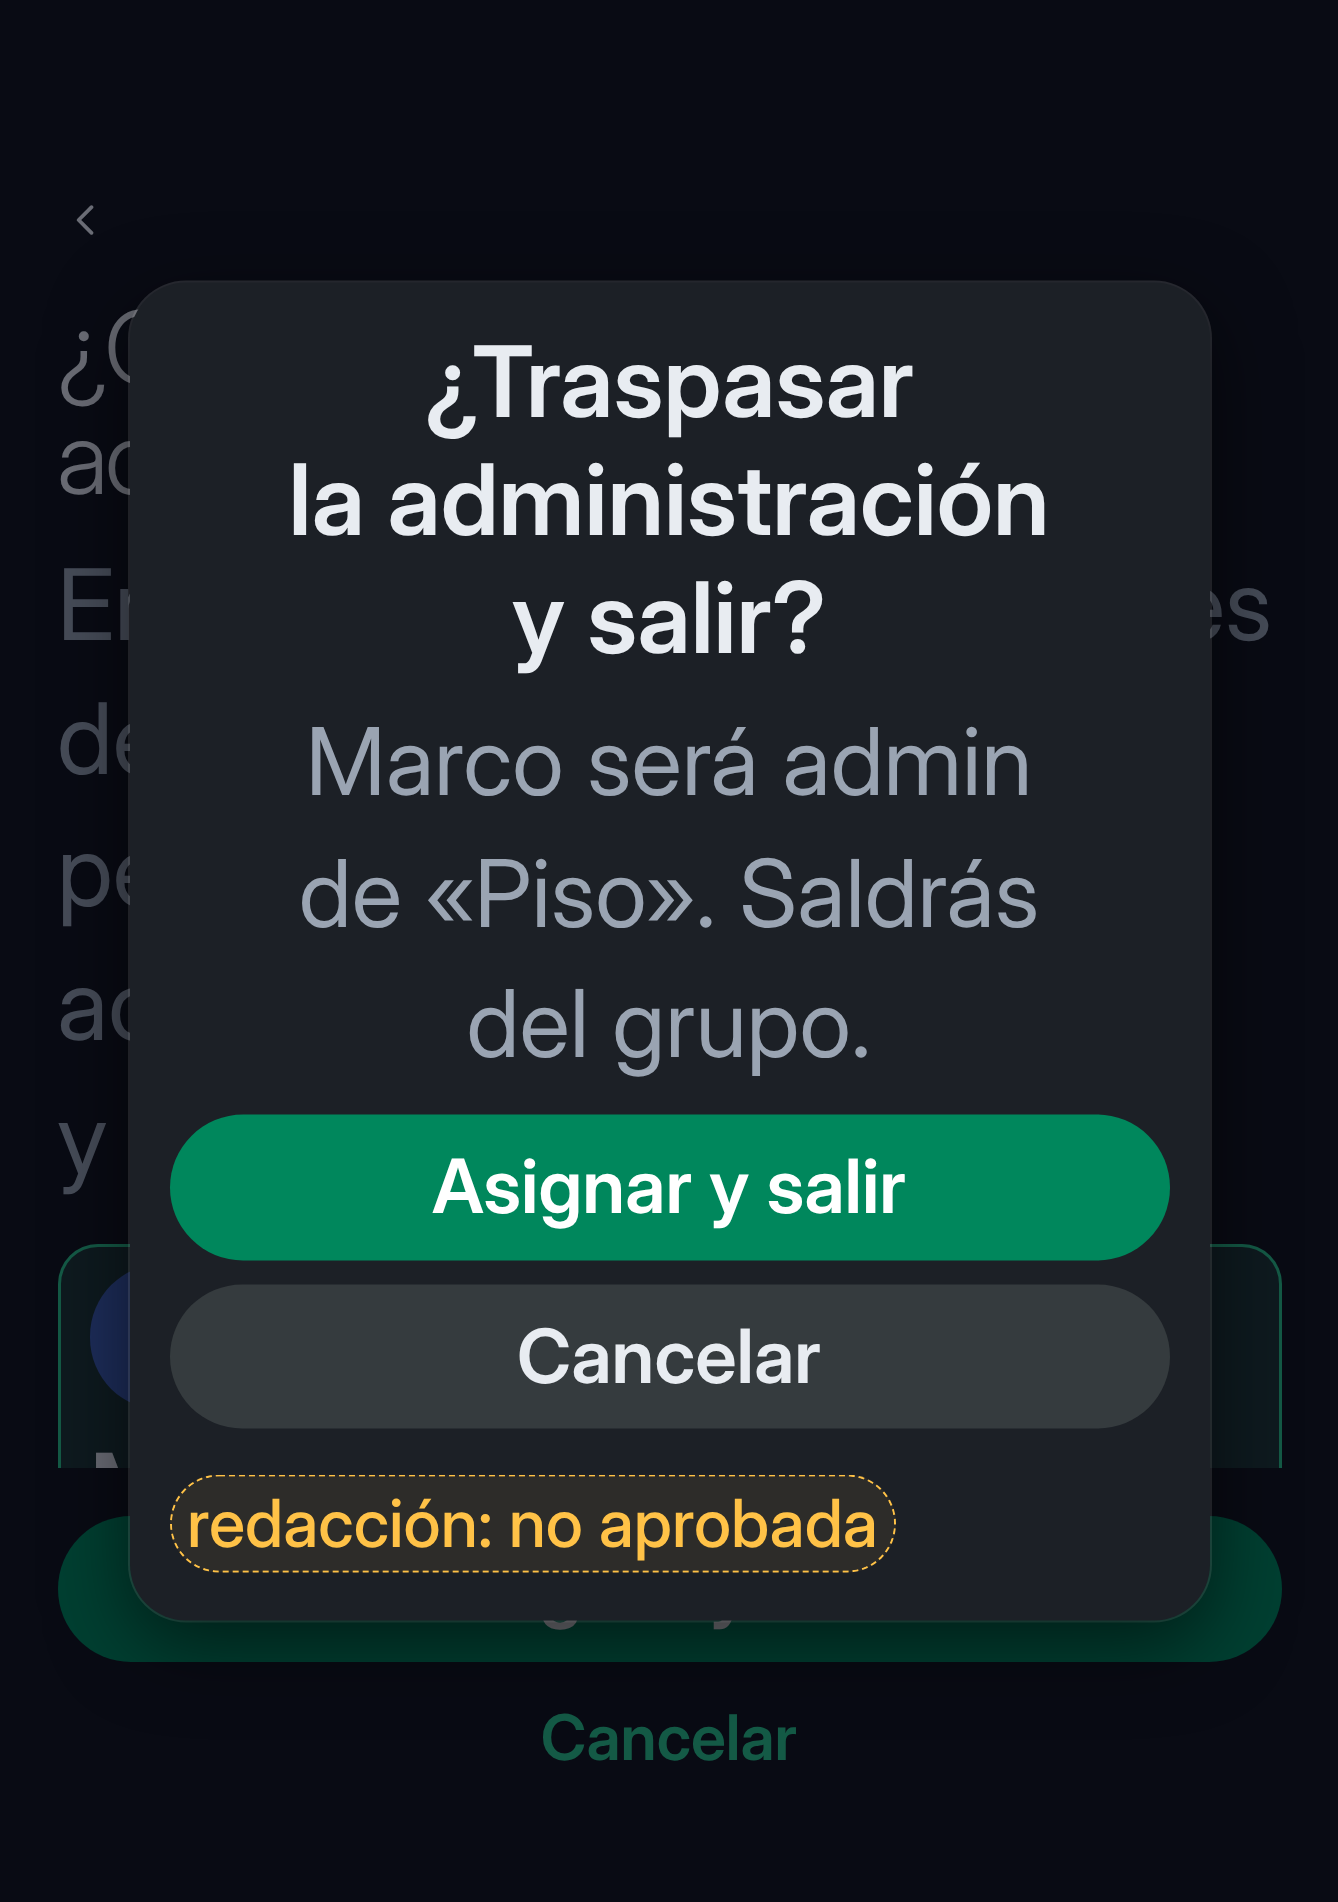 ¿Traspasar
la administración
y salir?
Marco será admin
de «Piso». Saldrás
del grupo.
Asignar y salir
Cancelar
redacción: no aprobada
y
Cancelar